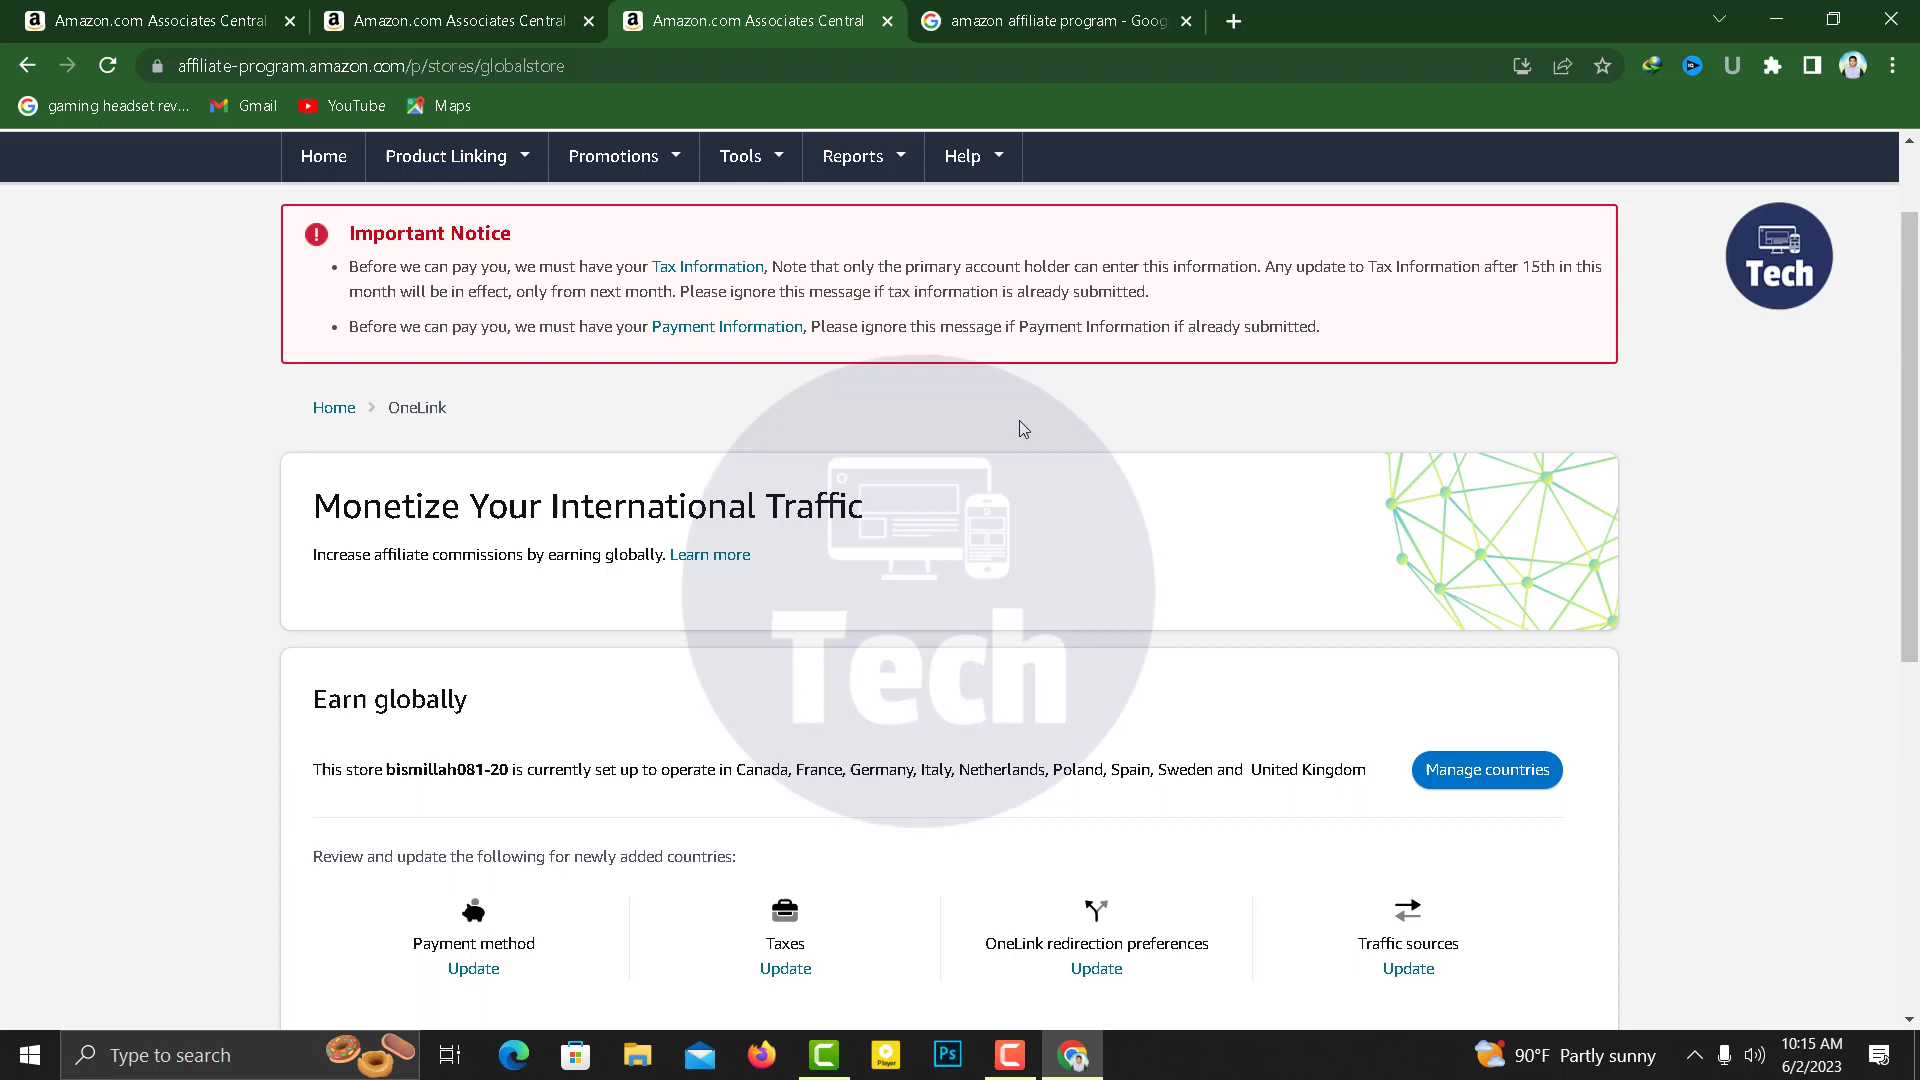 Amazon.com Associates Central
Amazon.com Associates Central
Amazon.com Associates Central
amazon affiliate program - Goog
affiliate-program.amazon.com/p/stores/globalstore
gaming headset rev...
Gmail
YouTube
Maps
Home
Product Linking
Promotions
Tools
Reports
Help
Important Notice
• Before we can pay you, we must have your Tax Information, Note that only the primary account holder can enter this information. Any update to Tax Information after 15th in this
month will be in effect, only from next month. Please ignore this message if tax information is already submitted.
• Before we can pay you, we must have your Payment Information, Please ignore this message if Payment Information if already submitted.
Tech
Home > OneLink
Monetize Your International Traffic
Increase affiliate commissions by earning globally. Learn more
Tech
Earn globally
This store bismillah081-20 is currently set up to operate in Canada, France, Germany, Italy, Netherlands, Poland, Spain, Sweden and United Kingdom
Manage countries
Review and update the following for newly added countries:
Payment method
Update
Taxes
Update
OneLink redirection preferences
Update
Traffic sources
Update
Type to search
Ps
Player
90°F Partly sunny
10:15 AM
6/2/2023